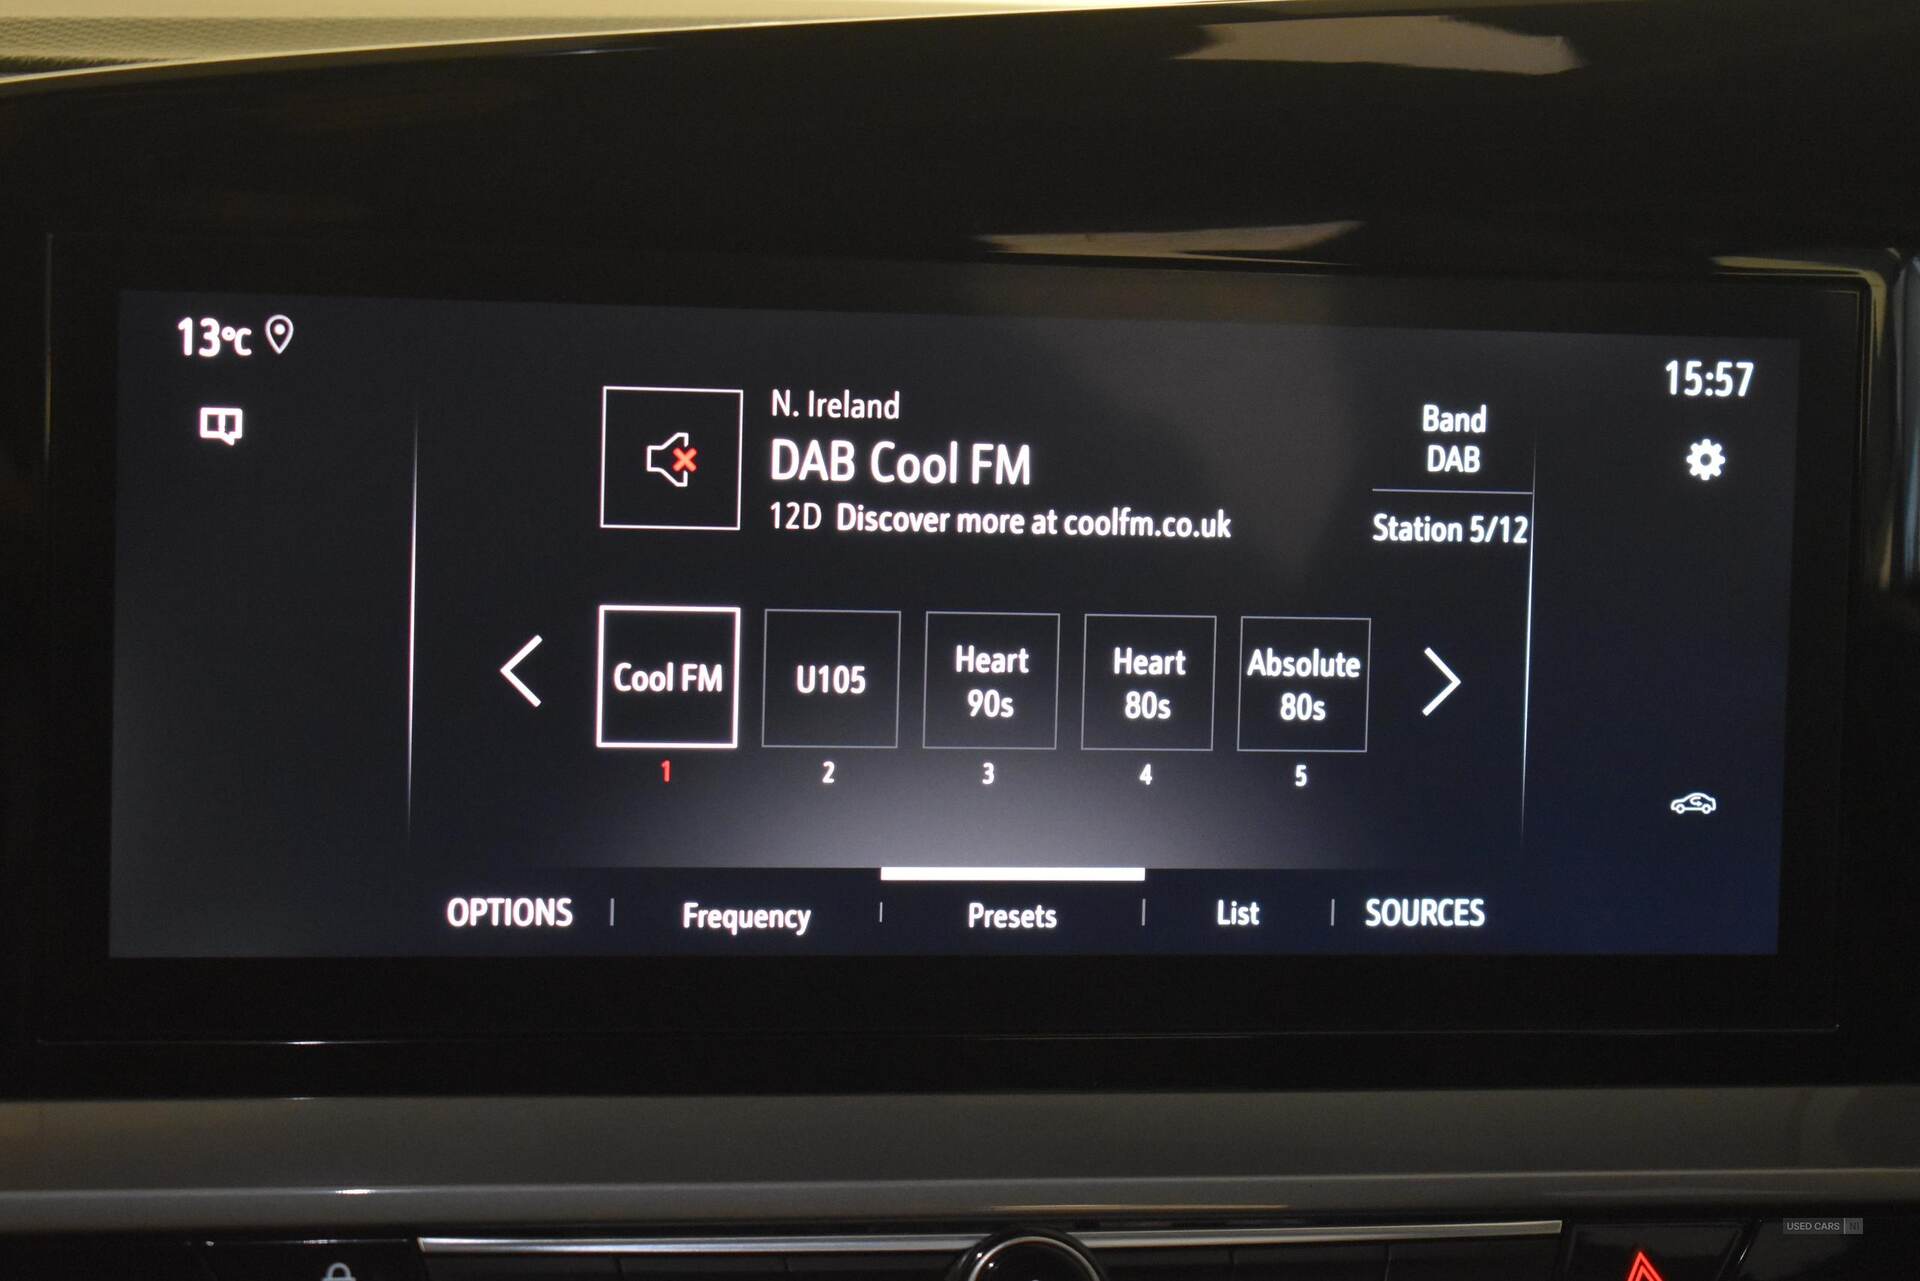 13°C
15:57
N. Ireland
DAB Cool FM
12D Discover more at coolfm.co.uk
Band
DAB
Station 5/12
Cool FM
U105
Heart
90s
Heart
80s
Absolute
80s
1
2
3
4
5
OPTIONS
Frequency
Presets
List
SOURCES
USED CARS NI